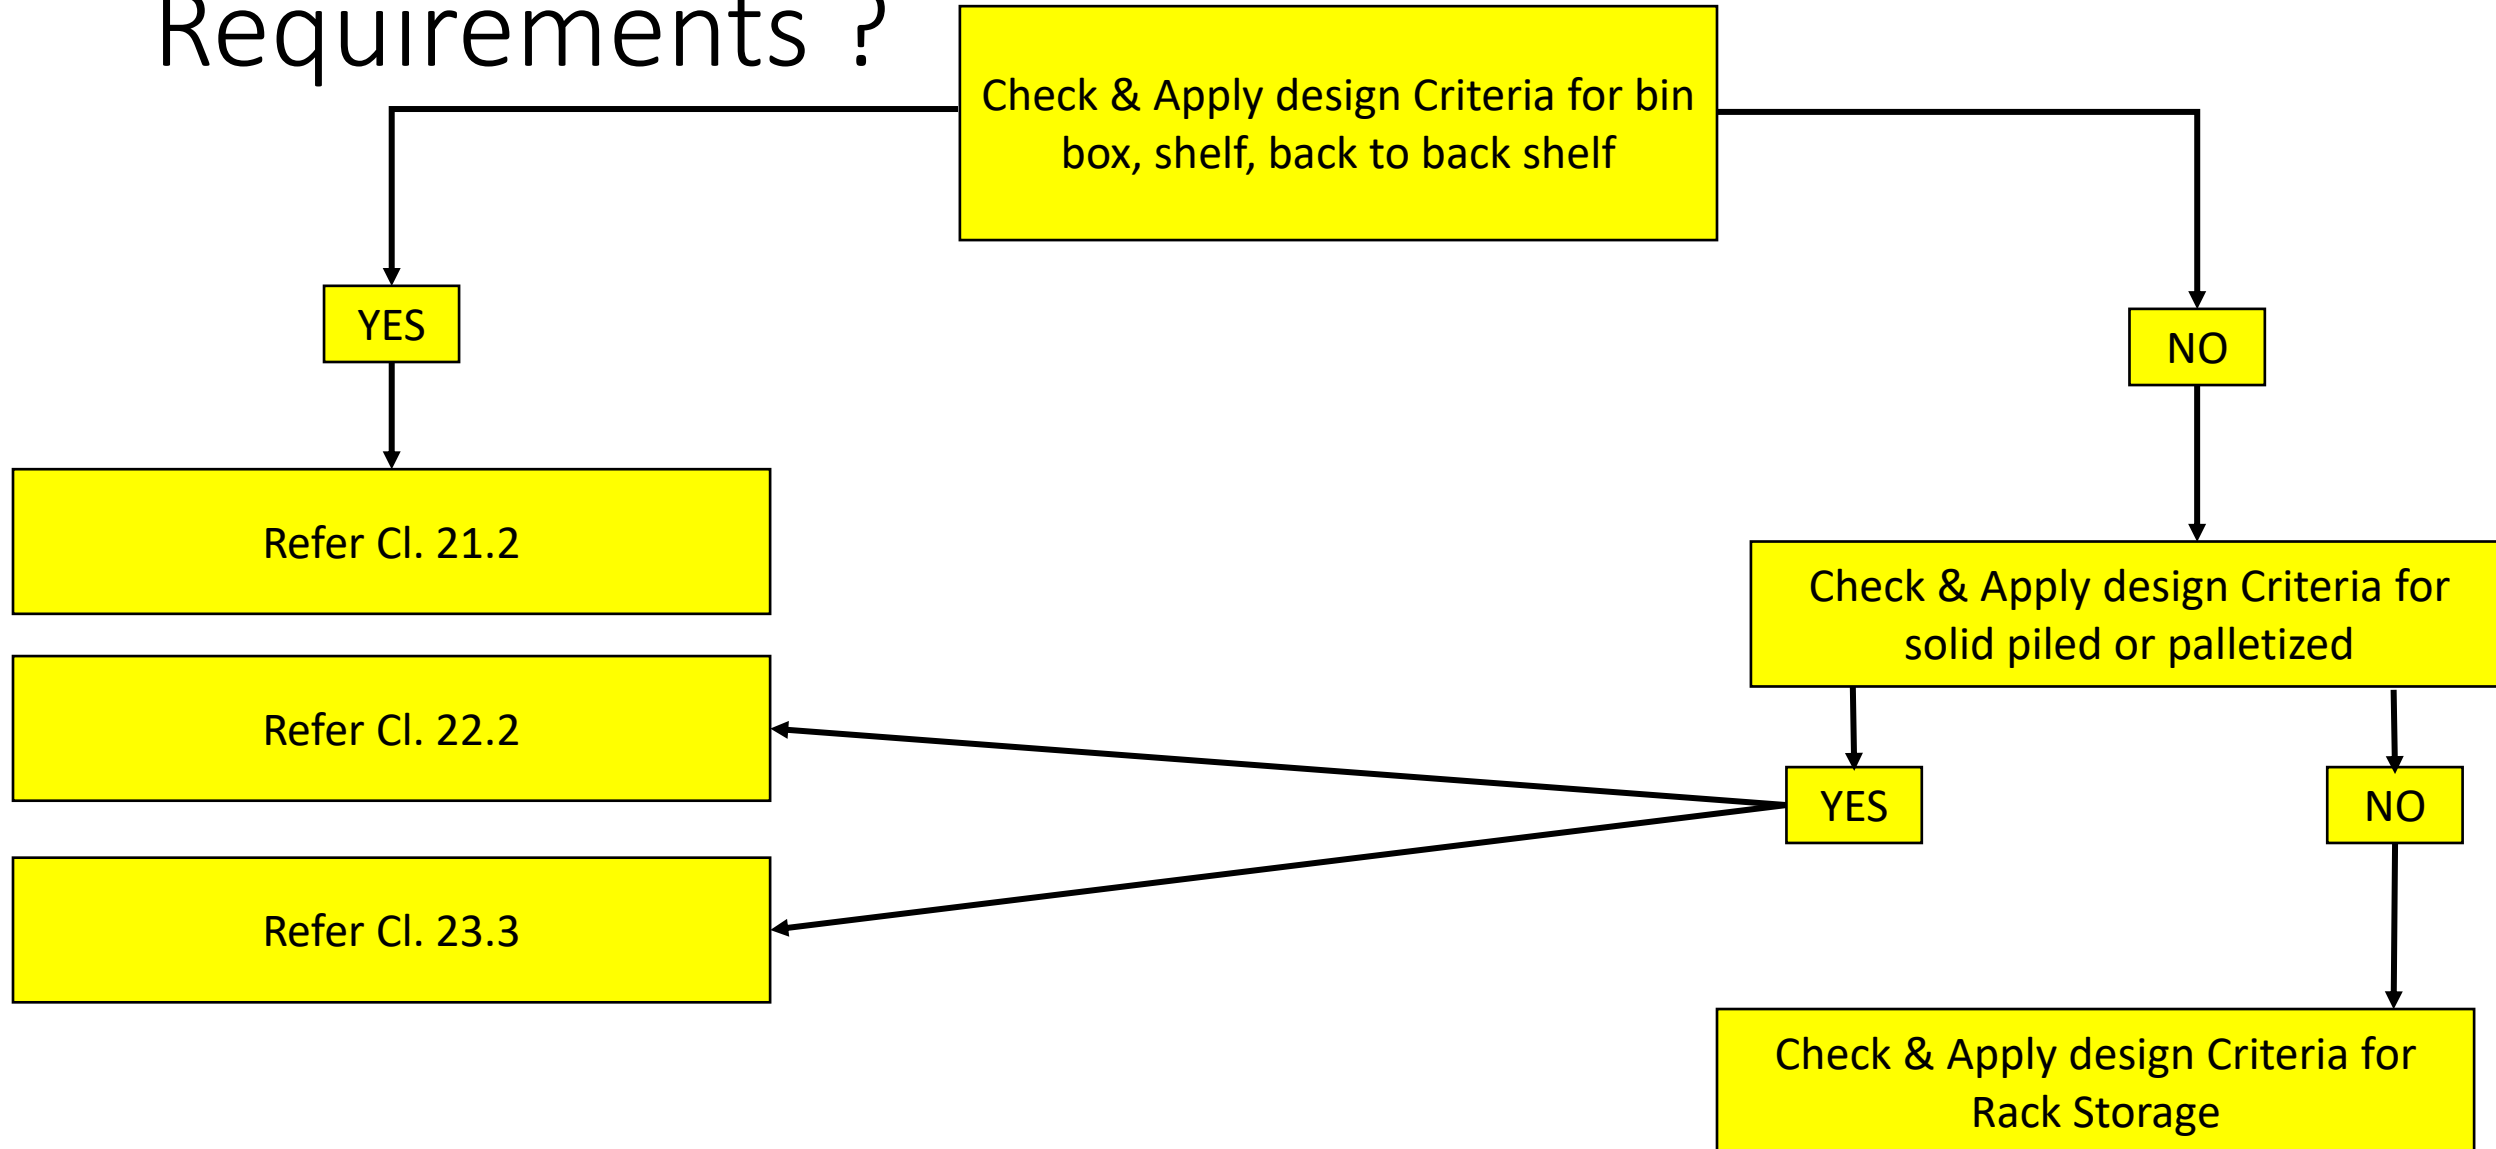 Requirements ?
Check & Apply design Criteria for bin
box, shelf, back to back shelf
YES
NO
Refer Cl. 21.2
Check & Apply design Criteria for
solid piled or palletized
Refer Cl. 22.2
YES
NO
Refer Cl. 23.3
Check & Apply design Criteria for
Rack Storage